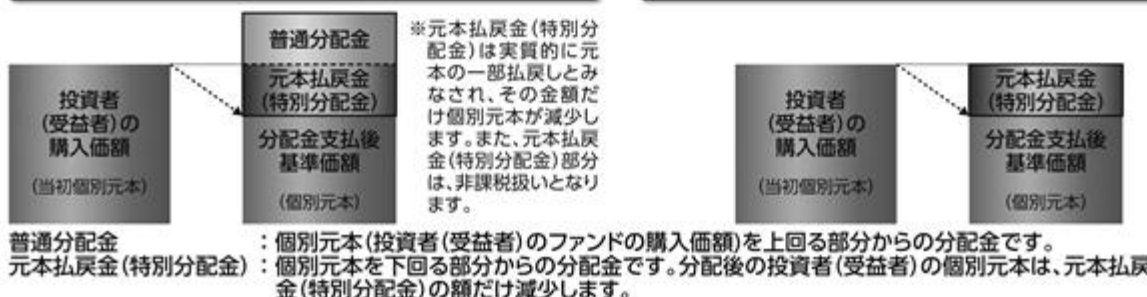 普通分配金
元本払戻金
(特別分配金)
投資者
(受益者)の
購入価額
(当初個別元本)
分配金支払後
基準価額
(個別元本)
※元本払戻金(特別分
配金)は実質的に元
本の一部払戻しとみ
なされ、その金額だ
け個別元本が減少し
ます。また、元本払戻
金(特別分配金)部分
は、非課税扱いとなり
ます。
投資者
(受益者)の
購入価額
(当初個別元本)
元本払戻金
(特別分配金)
分配金支払後
基準価額
(個別元本)
普通分配金 :個別元本(投資者(受益者)のファンドの購入価額)を上回る部分からの分配金です。
元本払戻金(特別分配金):個別元本を下回る部分からの分配金です。分配後の投資者(受益者)の個別元本は、元本払戻
金(特別分配金)の額だけ減少します。